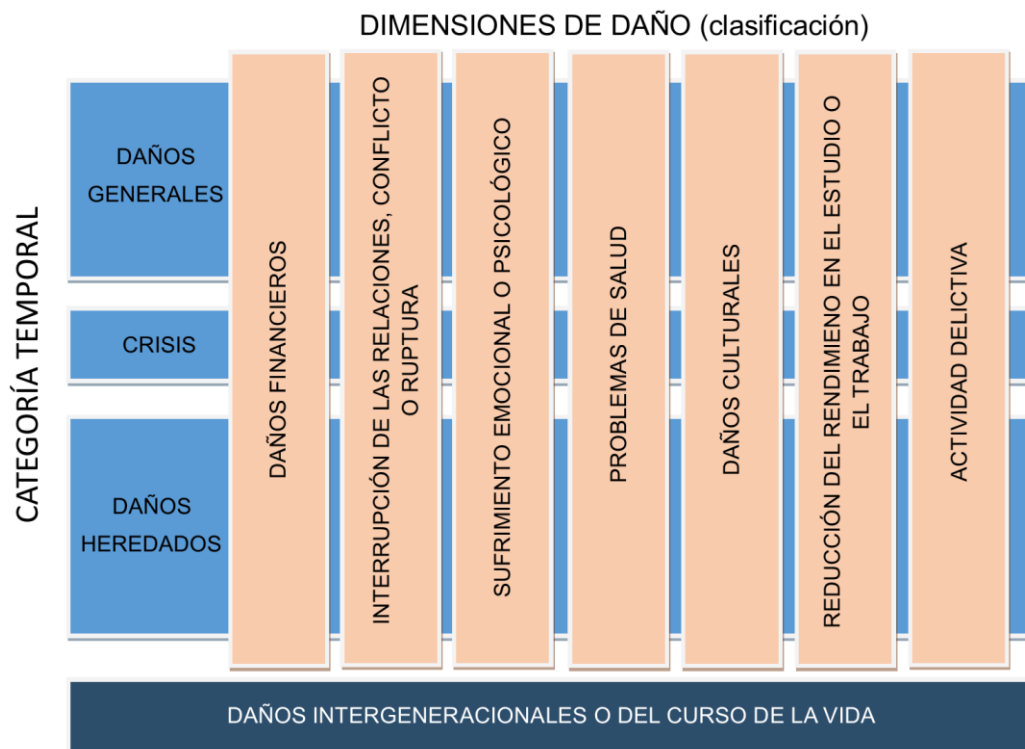 DIMENSIONES DE DAÑO (clasificación)
CATEGORÍA TEMPORAL
DAÑOS
GENERALES
CRISIS
DAÑOS
HEREDADOS
DAÑOS FINANCIEROS
INTERRUPCIÓN DE LAS RELACIONES, CONFLICTO
O RUPTURA
SUFRIMIENTO EMOCIONAL O PSICOLÓGICO
PROBLEMAS DE SALUD
DAÑOS CULTURALES
REDUCCIÓN DEL RENDIMIENO EN EL ESTUDIO O
EL TRABAJO
ACTIVIDAD DELICTIVA
DAÑOS INTERGENERACIONALES O DEL CURSO DE LA VIDA